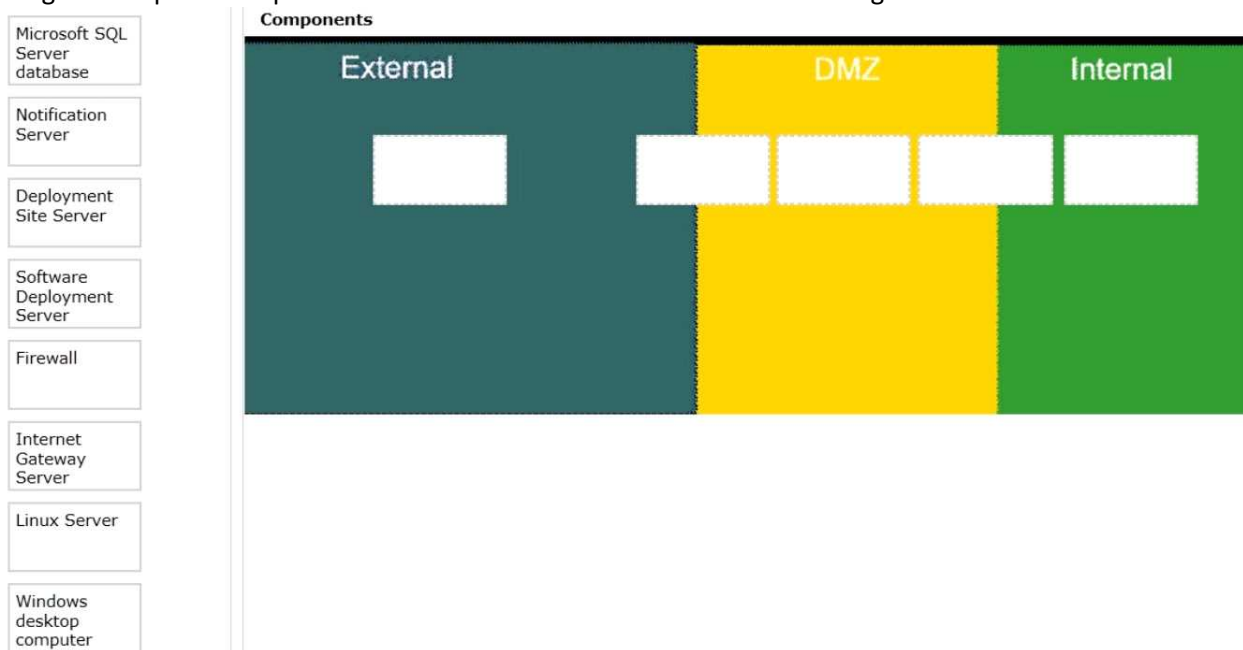 Microsoft SQL
Server
database
Notification
Server
Deployment
Site Server
Software
Deployment
Server
Firewall
Internet
Gateway
Server
Linux Server
Windows
desktop
computer
Components
External
DMZ
Internal